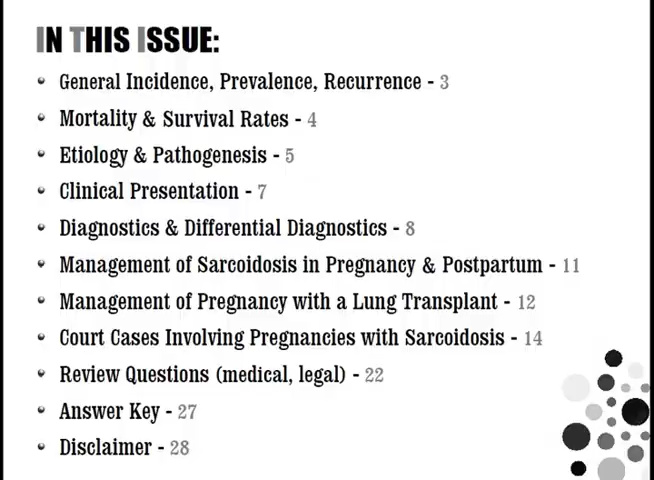 IN THIS ISSUE:
• General Incidence, Prevalence, Recurrence - 3
• Mortality & Survival Rates - 4
• Etiology & Pathogenesis - 5
• Clinical Presentation - 7
• Diagnostics & Differential Diagnostics - 8
• Management of Sarcoidosis in Pregnancy & Postpartum - 11
• Management of Pregnancy with a Lung Transplant - 12
• Court Cases Involving Pregnancies with Sarcoidosis - 14
• Review Questions (medical, legal) - 22
• Answer Key - 27
• Disclaimer - 28